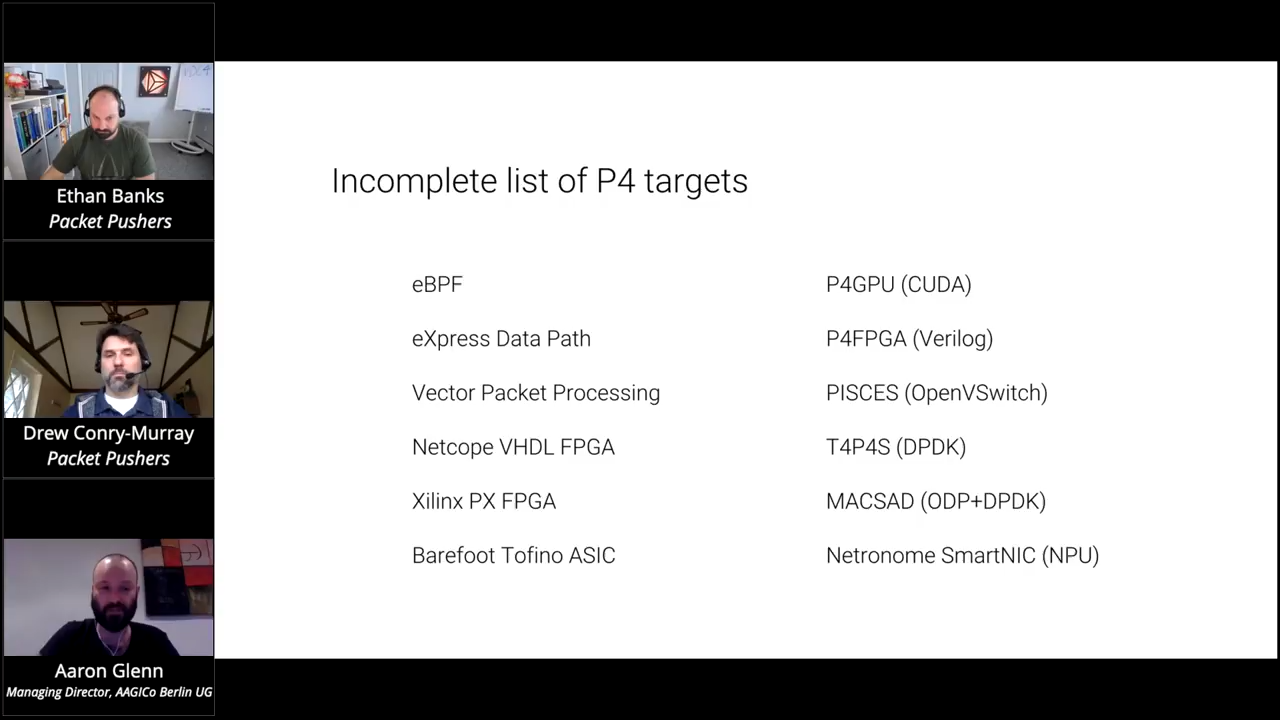 Ethan Banks
Packet Pushers
Drew Conry-Murray
Packet Pushers
Aaron Glenn
Managing Director, AAGICo Berlin UG
Incomplete list of P4 targets
eBPF
eXpress Data Path
Vector Packet Processing
Netcope VHDL FPGA
Xilinx PX FPGA
Barefoot Tofino ASIC
P4GPU (CUDA)
P4FPGA (Verilog)
PISCES (OpenVSwitch)
T4P4S (DPDK)
MACSAD (ODP+DPDK)
Netronome SmartNIC (NPU)